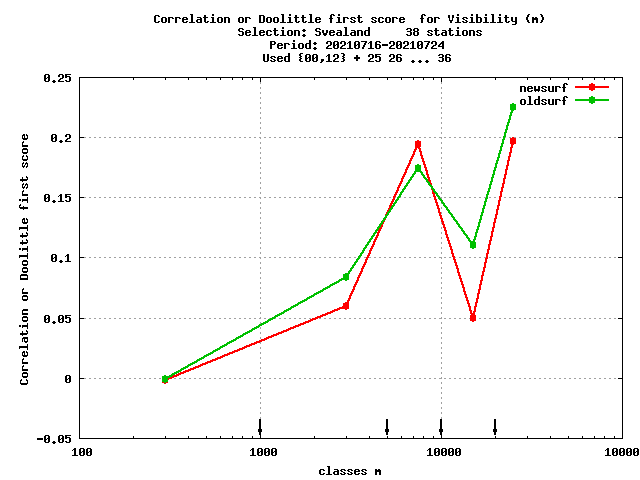 Correlation or Doolittle first score  for Visibility (m)
Selection: Svealand     38 stations
Period: 20210716-20210724
Used {00,12} + 25 26 ... 36
newsurf
oldsurf
Correlation or Doolittle first score
0.25
0.2
0.15
0.1
0.05
0
-0.05
100 1000 10000 10000
classes m